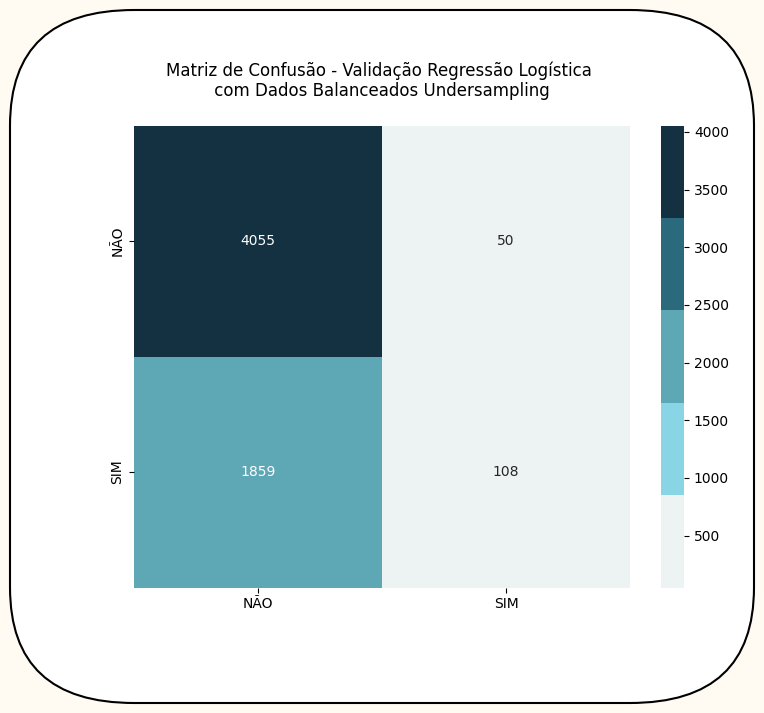 Matriz de Confusão - Validação Regressão Logística
com Dados Balanceados Undersampling
4000
3500
NÃO
4055
50
3000
2500
2000
1500
SIM
1859
108
1000
500
NÃO
SIM